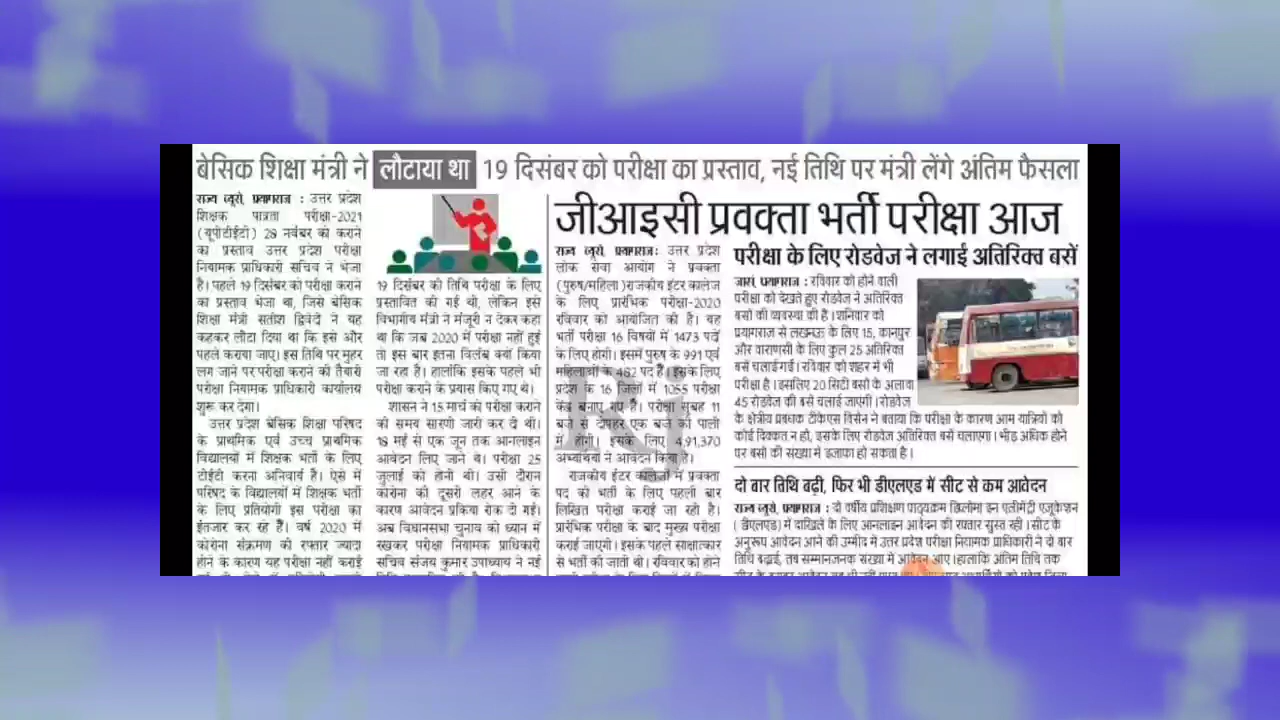 बेसिक शिक्षा मंत्री ने लौटाया था 19 दिसंबर को परीक्षा का प्रस्ताव, नई तिथि पर मंत्री लेंगे अंतिम फैसला
राज्य ब्यूरो, प्रयागराज : उत्तर प्रदेश
शिक्षक पात्रता परीक्षा-2021
(यूपीटीईटी) 28 नवंबर को कराने
का प्रस्ताव उत्तर प्रदेश परीक्षा
नियामक प्राधिकारी सचिव ने भेजा
है। पहले 19 दिसंबर को परीक्षा कराने
का प्रस्ताव भेजा था, जिसे बेसिक
शिक्षा मंत्री सतीश द्विवेदी ने यह
कहकर लौटा दिया था कि इसे और
पहले कराया जाए। इस तिथि पर मुहर
लग जाने पर परीक्षा कराने की तैयारी
परीक्षा नियामक प्राधिकारी कार्यालय
शुरू कर देगा।
उत्तर प्रदेश बेसिक शिक्षा परिषद
के प्राथमिक एवं उच्च प्राथमिक
विद्यालयों में शिक्षक भर्ती के लिए
टीईटी करना अनिवार्य है। ऐसे में
परिषद के विद्यालयों में शिक्षक भर्ती
के लिए प्रतियोगी इस परीक्षा का
इंतजार कर रहे हैं। वर्ष 2020 में
कोरोना संक्रमण की रफ्तार ज्यादा
होने के कारण यह परीक्षा नहीं कराई
19 दिसंबर की तिथि परीक्षा के लिए
प्रस्तावित की गई थी, लेकिन इसे
विभागीय मंत्री ने मंजूरी न देकर कहा
था कि जब 2020 में परीक्षा नहीं हुई
तो इस बार इतना विलंब क्यों किया
जा रहा है। हालांकि इसके पहले भी
परीक्षा कराने के प्रयास किए गए थे।
शासन ने 15 मार्च को परीक्षा कराने
की समय सारणी जारी कर दी थी।
18 मई से एक जून तक आनलाइन
आवेदन लिए जाने थे। परीक्षा 25
जुलाई को होनी थी। उसी दौरान
कोरोना की दूसरी लहर आने के
कारण आवेदन प्रक्रिया रोक दी गई।
अब विधानसभा चुनाव को ध्यान में
रखकर परीक्षा नियामक प्राधिकारी
सचिव संजय कुमार उपाध्याय ने नई
जीआइसी प्रवक्ता भर्ती परीक्षा आज
राज्य ब्यूरो, प्रयागराज: उत्तर प्रदेश
लोक सेवा आयोग ने प्रवक्ता
(पुरुष/महिला)राजकीय इंटर कालेज
के लिए प्रारंभिक परीक्षा-2020
रविवार को आयोजित की है। यह
भर्ती परीक्षा 16 विषयों में 1473 पदों
के लिए होगी। इसमें पुरुष के 991 एवं
महिलाओं के 482 पद हैं। इसके लिए
प्रदेश के 16 जिलों में 1055 परीक्षा
केंद्र बनाए गए हैं। परीक्षा सुबह 11
बजे से दोपहर एक बजे की पाली
में होगी। इसके लिए 4,91,370
अभ्यर्थियों ने आवेदन किया है।
राजकीय इंटर कालेजों में प्रवक्ता
पद की भर्ती के लिए पहली बार
लिखित परीक्षा कराई जा रही है।
प्रारंभिक परीक्षा के बाद मुख्य परीक्षा
कराई जाएगी। इसके पहले साक्षात्कार
से भर्ती की जाती थी। रविवार को होने
परीक्षा के लिए रोडवेज ने लगाई अतिरिक्त बसें
जासं, प्रयागराज : रविवार को होने वाली
परीक्षा को देखते हुए रोडवेज ने अतिरिक्त
बसों की व्यवस्था की है। शनिवार को
प्रयागराज से लखनऊ के लिए 15, कानपुर
और वाराणसी के लिए कुल 25 अतिरिक्त
बसें चलाई गईं। रविवार को शहर में भी
परीक्षा है। इसलिए 20 सिटी बसों के अलावा
45 रोडवेज की बसें चलाई जाएंगी। रोडवेज
के क्षेत्रीय प्रबंधक टीकेएस विसेन ने बताया कि परीक्षा के कारण आम यात्रियों को
कोई दिक्कत न हो, इसके लिए रोडवेज अतिरिक्त बसें चलाएगा। भीड़ अधिक होने
पर बसों की संख्या में इजाफा हो सकता है।
दो बार तिथि बढ़ी, फिर भी डीएलएड में सीट से कम आवेदन
राज्य ब्यूरो, प्रयागराज : दो वर्षीय प्रशिक्षण पाठ्यक्रम डिप्लोमा इन एलीमेंट्री एजूकेशन
(डीएलएड) में दाखिले के लिए आनलाइन आवेदन की रफ्तार सुस्त रही। सीट के
अनुरूप आवेदन आने की उम्मीद में उत्तर प्रदेश परीक्षा नियामक प्राधिकारी ने दो बार
तिथि बढ़ाई, तब सम्मानजनक संख्या में आवेदन आए। हालांकि अंतिम तिथि तक